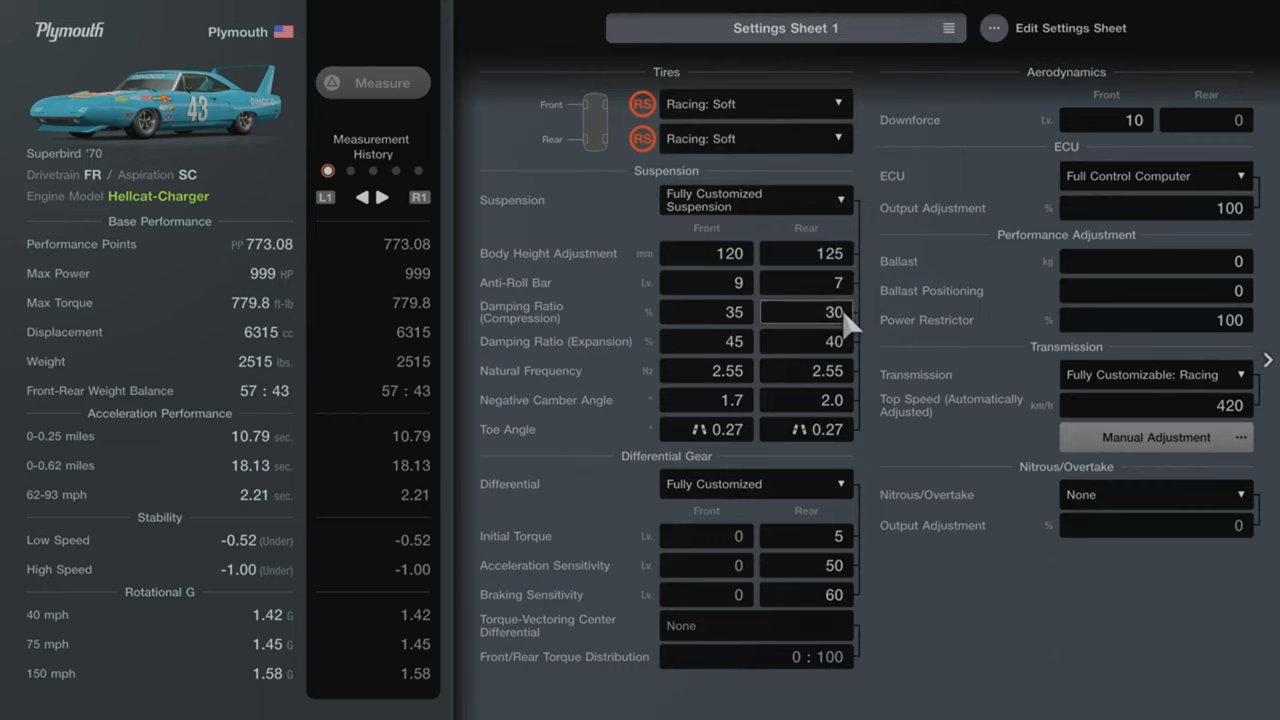 Plymouth
Plymouth
43
Superbird '70
Drivetrain FR / Aspiration SC
Engine Model Hellcat-Charger
Base Performance
Performance Points PP 773.08
Max Power 999 HP
Max Torque 779.8 ft-lb
Displacement 6315 cc
Weight 2515 lbs.
Front-Rear Weight Balance 57 : 43
Acceleration Performance
0-0.25 miles 10.79 sec.
0-0.62 miles 18.13 sec.
62-93 mph 2.21 sec.
Stability
Low Speed -0.52 (Under)
High Speed -1.00 (Under)
Rotational G
40 mph 1.42 G
75 mph 1.45 G
150 mph 1.58 G
Measure
Measurement
History
L1 R1
773.08
999
779.8
6315
2515
57 : 43
10.79
18.13
2.21
-0.52
-1.00
1.42
1.45
1.58
Settings Sheet 1
Edit Settings Sheet
Tires
Front RS Racing: Soft
Rear RS Racing: Soft
Suspension
Suspension Fully Customized
Suspension
Front Rear
Body Height Adjustment mm 120 125
Anti-Roll Bar Lv. 9 7
Damping Ratio
(Compression) % 35 30
Damping Ratio (Expansion) % 45 40
Natural Frequency Hz 2.55 2.55
Negative Camber Angle ° 1.7 2.0
Toe Angle ° 0.27 0.27
Differential Gear
Differential Fully Customized
Front Rear
Initial Torque Lv. 0 5
Acceleration Sensitivity Lv. 0 50
Braking Sensitivity Lv. 0 60
Torque-Vectoring Center
Differential None
Front/Rear Torque Distribution 0 : 100
Aerodynamics
Front Rear
Downforce Lv. 10 0
ECU
ECU Full Control Computer
Output Adjustment % 100
Performance Adjustment
Ballast kg 0
Ballast Positioning 0
Power Restrictor % 100
Transmission
Transmission Fully Customizable: Racing
Top Speed (Automatically
Adjusted) km/h 420
Manual Adjustment
Nitrous/Overtake
Nitrous/Overtake None
Output Adjustment % 0